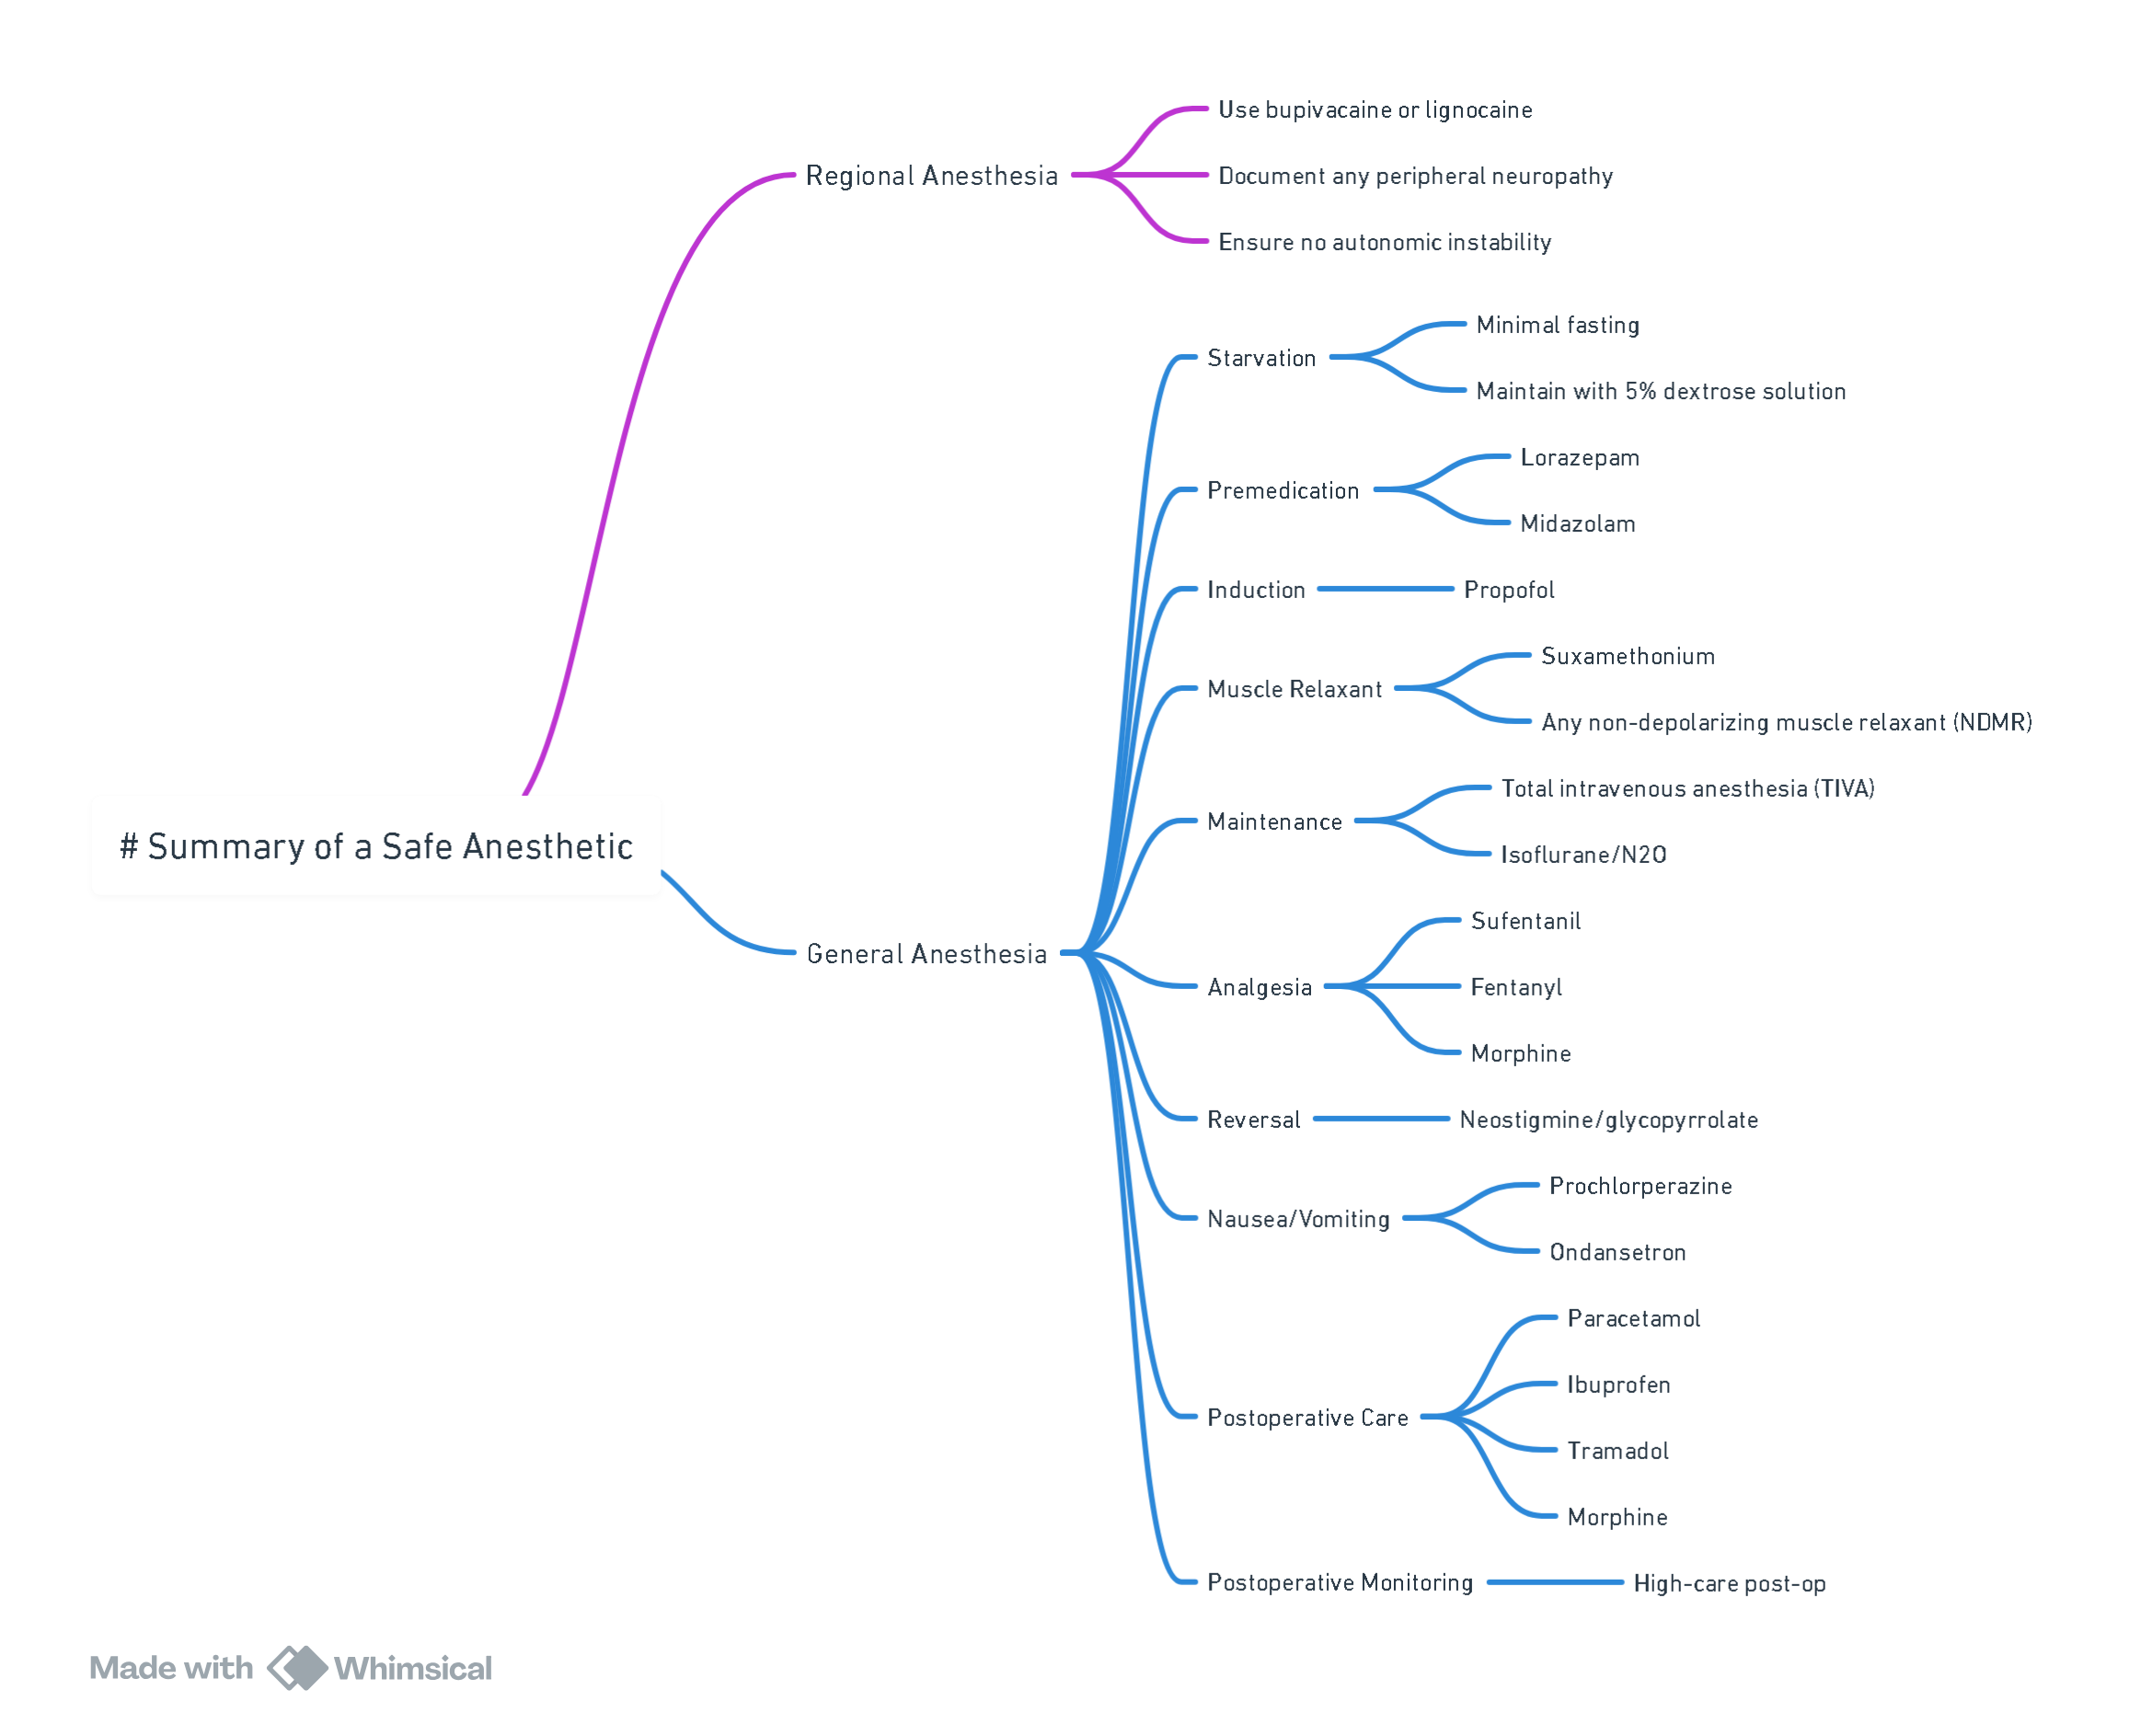 Use bupivacaine or lignocaine
Regional Anesthesia
Document any peripheral neuropathy
Ensure no autonomic instability
Minimal fasting
Starvation
Maintain with 5% dextrose solution
Lorazepam
Premedication
Midazolam
Induction
Propofol
Suxamethonium
Muscle Relaxant
Any non-depolarizing muscle relaxant (NDMR)
Total intravenous anesthesia (TIVA)
Maintenance
Isoflurane/N2O
# Summary of a Safe Anesthetic
General Anesthesia
Sufentanil
Analgesia
Fentanyl
Morphine
Reversal
Neostigmine/glycopyrrolate
Prochlorperazine
Nausea/Vomiting
Ondansetron
Paracetamol
Ibuprofen
Postoperative Care
Tramadol
Morphine
Postoperative Monitoring
High-care post-op
Made with Whimsical